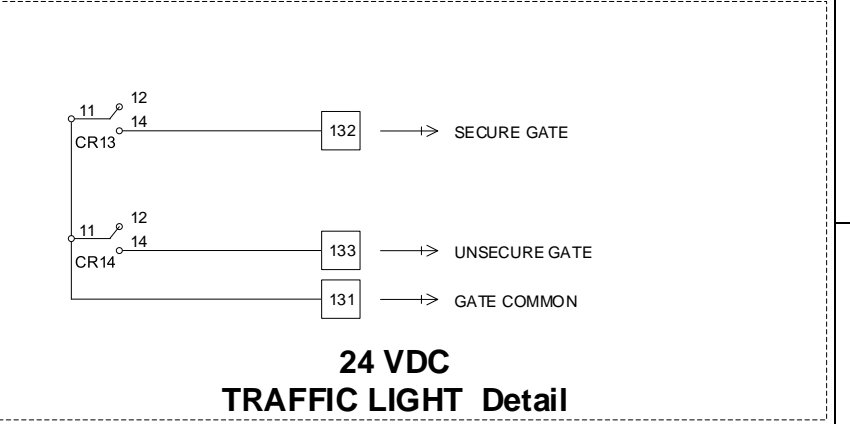 12
11
14
CR13
132
SECURE GATE
12
11
14
CR14
133
UNSECURE GATE
131
GATE COMMON
24 VDC
TRAFFIC LIGHT Detail